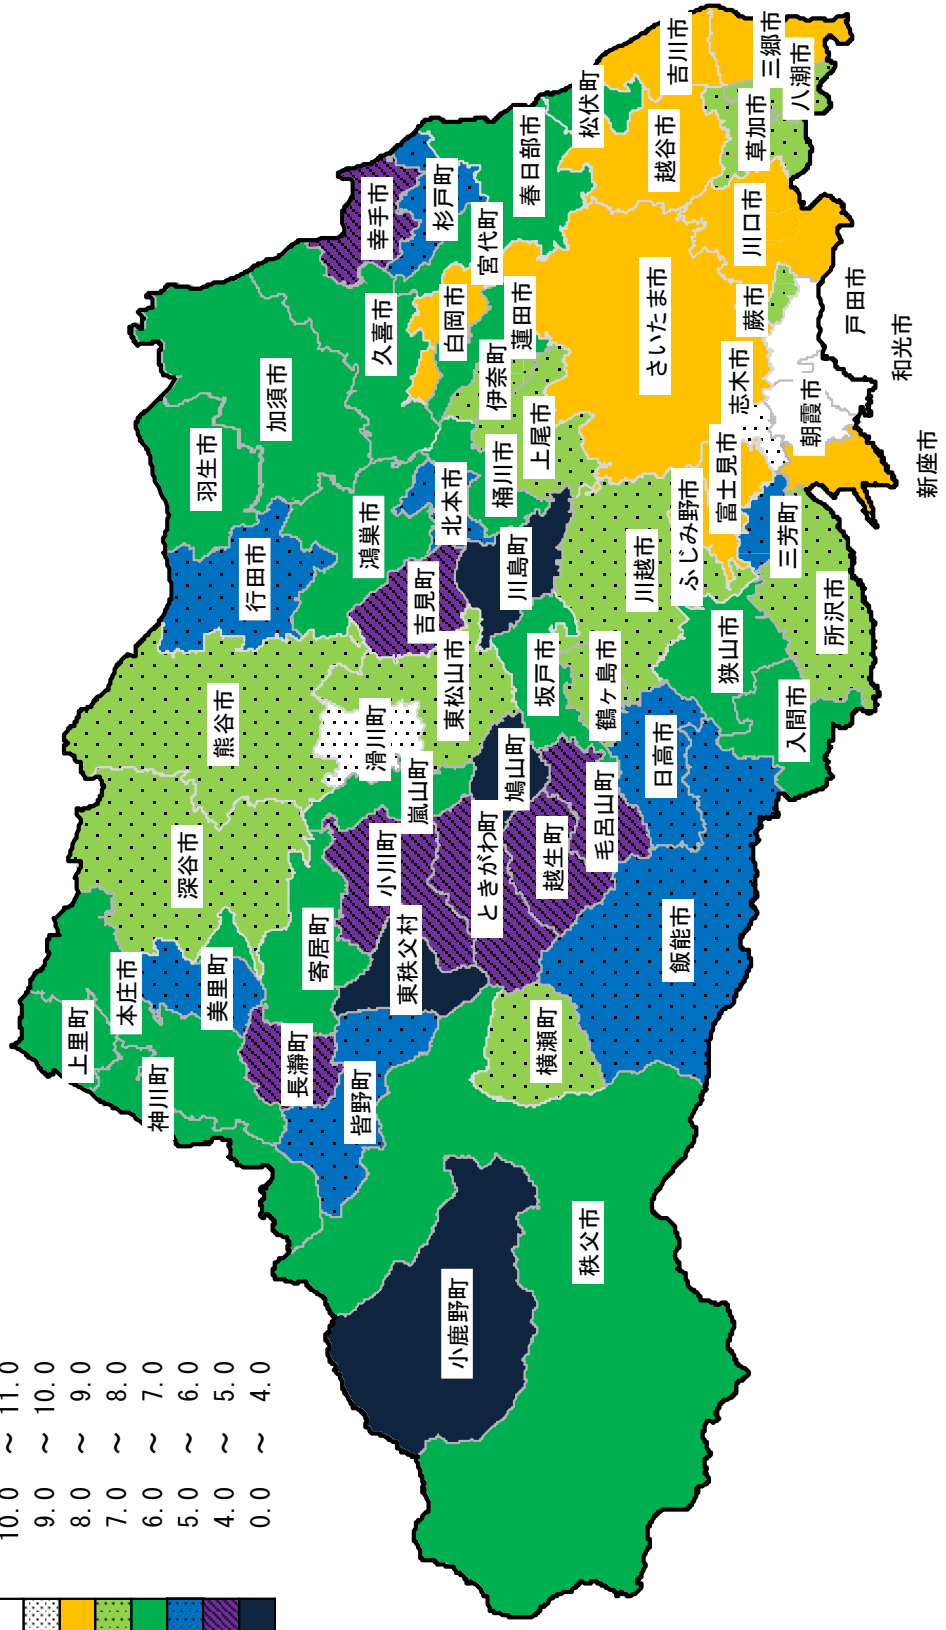 10.0 ～ 11.0
9.0 ～ 10.0
8.0 ～ 9.0
7.0 ～ 8.0
6.0 ～ 7.0
5.0 ～ 6.0
4.0 ～ 5.0
0.0 ～ 4.0
上里町
本庄市
神川町
美里町
深谷市
熊谷市
行田市
羽生市
加須市
長瀞町
寄居町
皆野町
東秩父村
小川町
嵐山町
滑川町
東松山市
吉見町
鴻巣市
北本市
久喜市
幸手市
杉戸町
白岡市
宮代町
春日部市
松伏町
蓮田市
伊奈町
桶川市
上尾市
川島町
小鹿野町
秩父市
横瀬町
ときがわ町
鳩山町
越生町
毛呂山町
坂戸市
鶴ヶ島市
川越市
さいたま市
越谷市
吉川市
三郷市
八潮市
草加市
川口市
蕨市
戸田市
和光市
朝霞市
志木市
新座市
富士見市
ふじみ野市
三芳町
所沢市
狭山市
入間市
日高市
飯能市